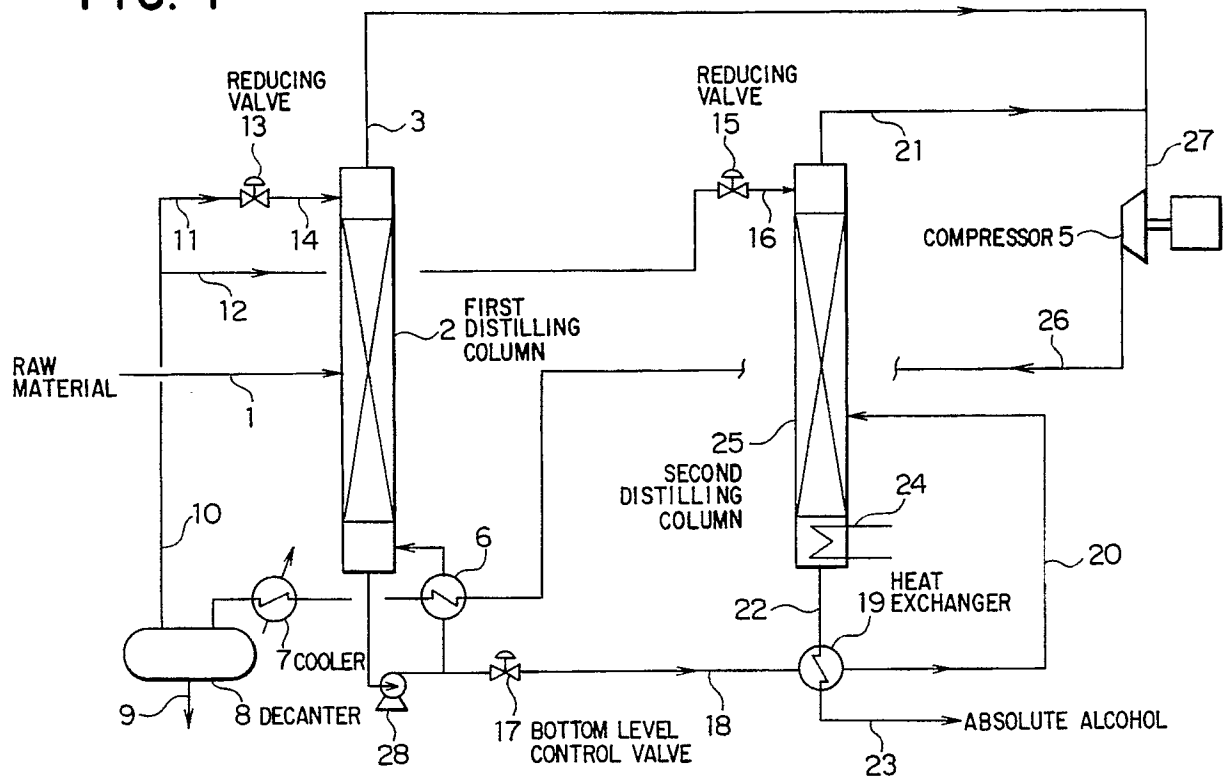 REDUCING
VALVE
13
3
REDUCING
VALVE
15
21
27
11
14
16
COMPRESSOR 5
12
2 FIRST
DISTILLING
COLUMN
26
RAW
MATERIAL
1
25
SECOND
DISTILLING
COLUMN
24
10
6
20
22
19 HEAT
EXCHANGER
7 COOLER
9
8 DECANTER
28
17 BOTTOM LEVEL
CONTROL VALVE
18
23
ABSOLUTE ALCOHOL